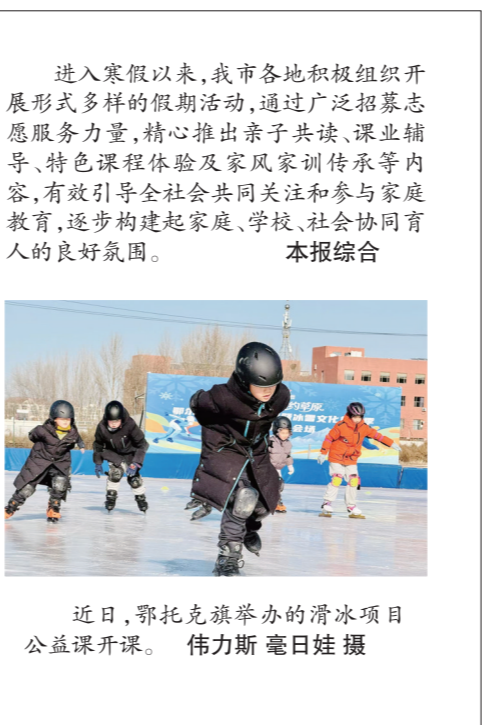 进入寒假以来,我市各地积极组织开
展形式多样的假期活动,通过广泛招募志
愿服务力量,精心推出亲子共读、课业辅
导、特色课程体验及家风家训传承等内
容,有效引导全社会共同关注和参与家庭
教育,逐步构建起家庭、学校、社会协同育
人的良好氛围。 本报综合
近日,鄂托克旗举办的滑冰项目
公益课开课。 伟力斯 毫日娃 摄